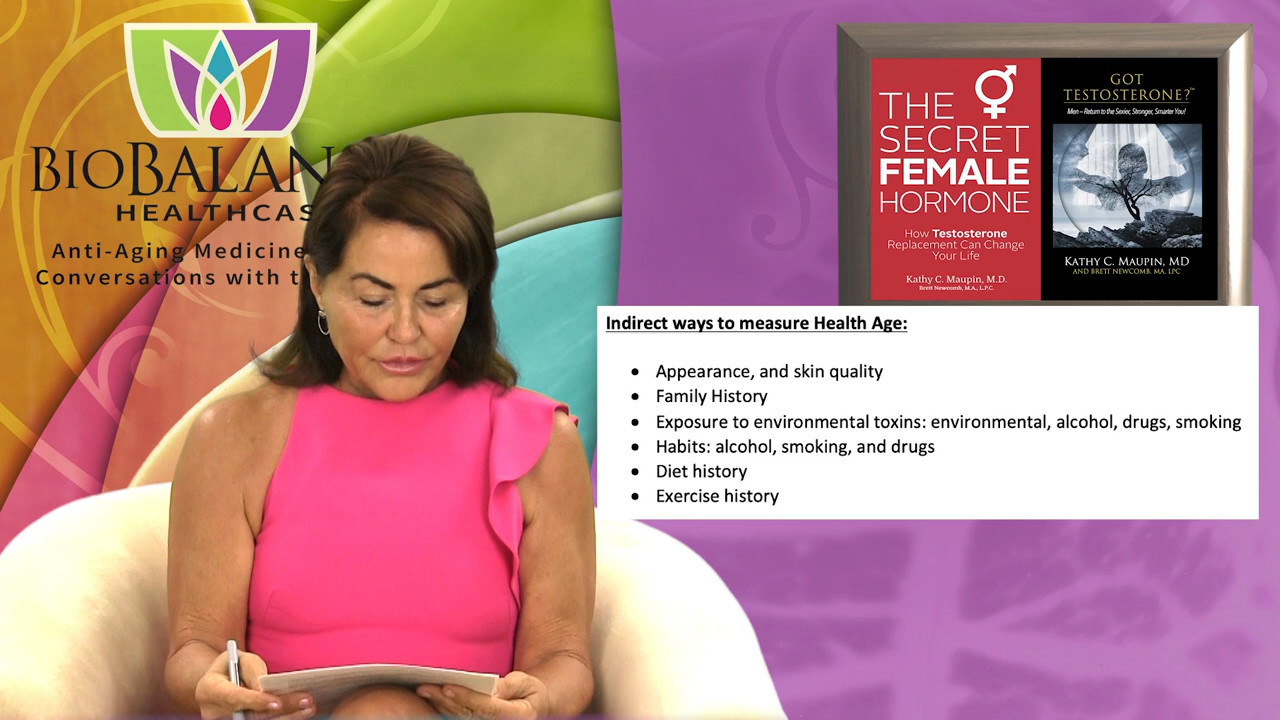 BIOBALAN
HEALTHCAS
Anti-Aging Medicine
Conversations with t
THE
SECRET
FEMALE
HORMONE
How Testosterone
Replacement Can Change
Your Life
Kathy C. Maupin, M.D.
Brett Newcomb, M.A., L.P.C.
GOT
TESTOSTERONE?™
Men – Return to the Sexier, Stronger, Smarter You!
KATHY C. MAUPIN, MD
AND BRETT NEWCOMB, MA, LPC
Indirect ways to measure Health Age:
• Appearance, and skin quality
• Family History
• Exposure to environmental toxins: environmental, alcohol, drugs, smoking
• Habits: alcohol, smoking, and drugs
• Diet history
• Exercise history